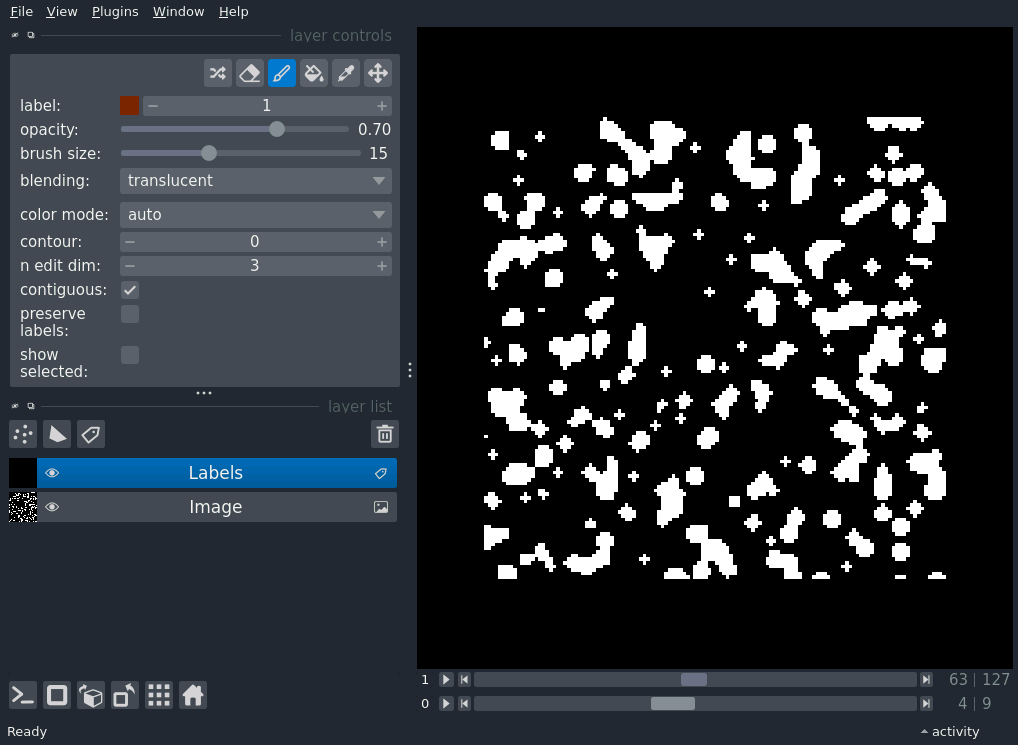 File View Plugins Window Help
layer controls
label: 1
opacity: 0.70
brush size: 15
blending: translucent
color mode: auto
contour: 0
n edit dim: 3
contiguous:
preserve
labels:
show
selected:
layer list
Labels
Image
1 63 127
0 4 9
Ready activity